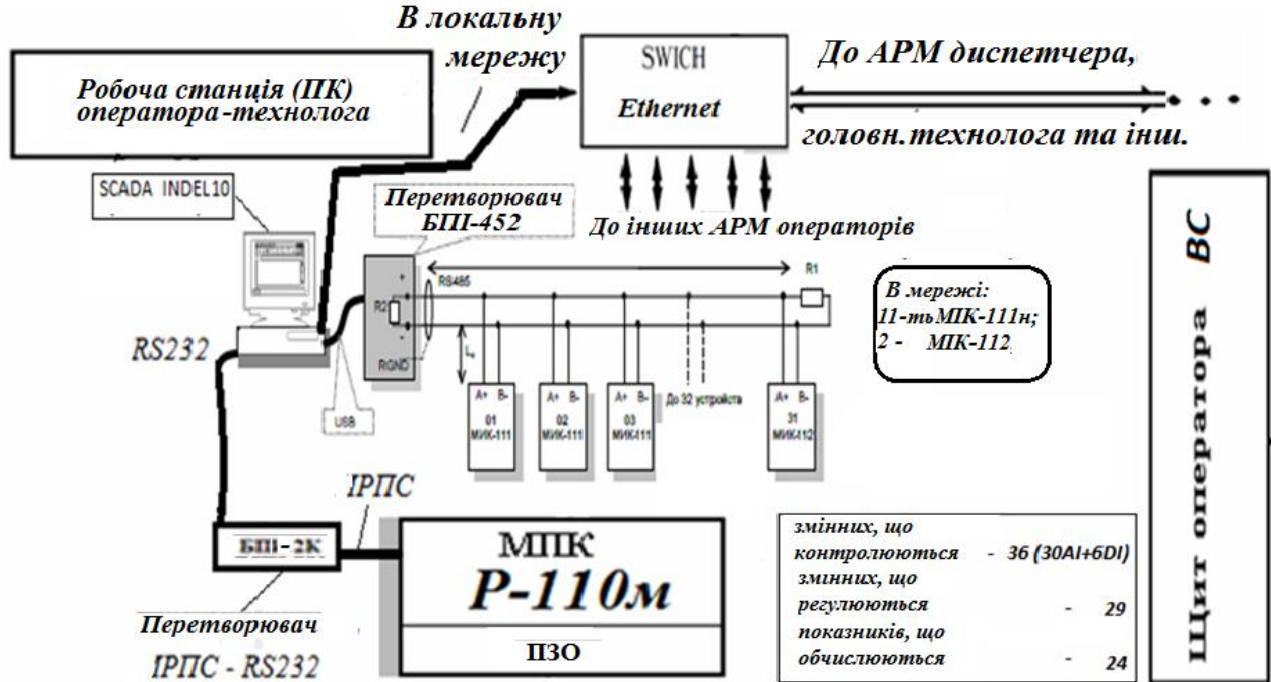 В локальну
мережу
Робоча станція (ПК)
оператора-технолога
SWICH
Ethernet
До АРМ диспетчера,
головн.технолога та інш.
SCADA INDEL10
Перетворювач
БПІ-452
До інших АРМ операторів
Щит оператора ВС
R1
RS485
+
R2
-
RIGND
В мережі:
11-ть МІК-111н;
2 - МІК-112,
RS232
USB
До 32 устройств
A+ B-
01
МИК-111
A+ B-
02
МИК-111
A+ B-
03
МИК-111
A+ B-
31
МИК-112
ІРПС
БПІ-2К
МПК
Р-110м
ПЗО
Перетворювач
ІРПС - RS232
змінних, що
контролюються - 36 (30AI+6DI)
змінних, що
регулюються - 29
показників, що
обчислюються - 24